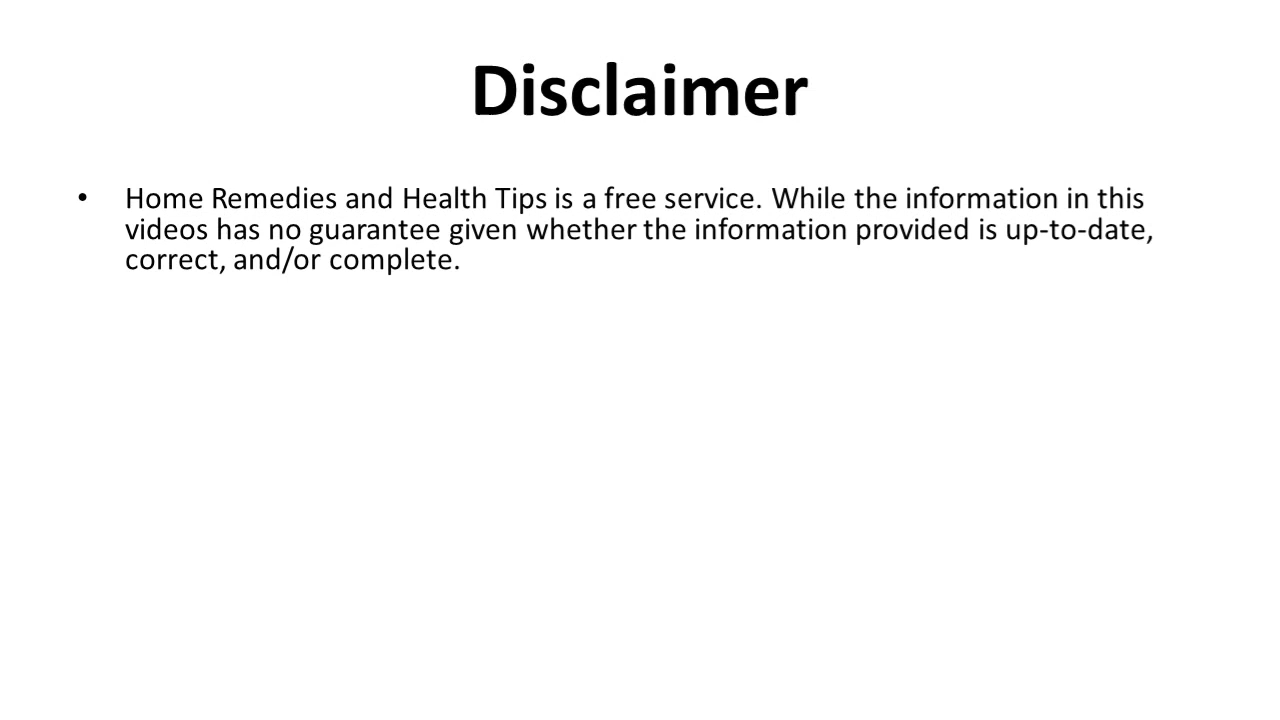 Disclaimer
• Home Remedies and Health Tips is a free service. While the information in this
videos has no guarantee given whether the information provided is up-to-date,
correct, and/or complete.